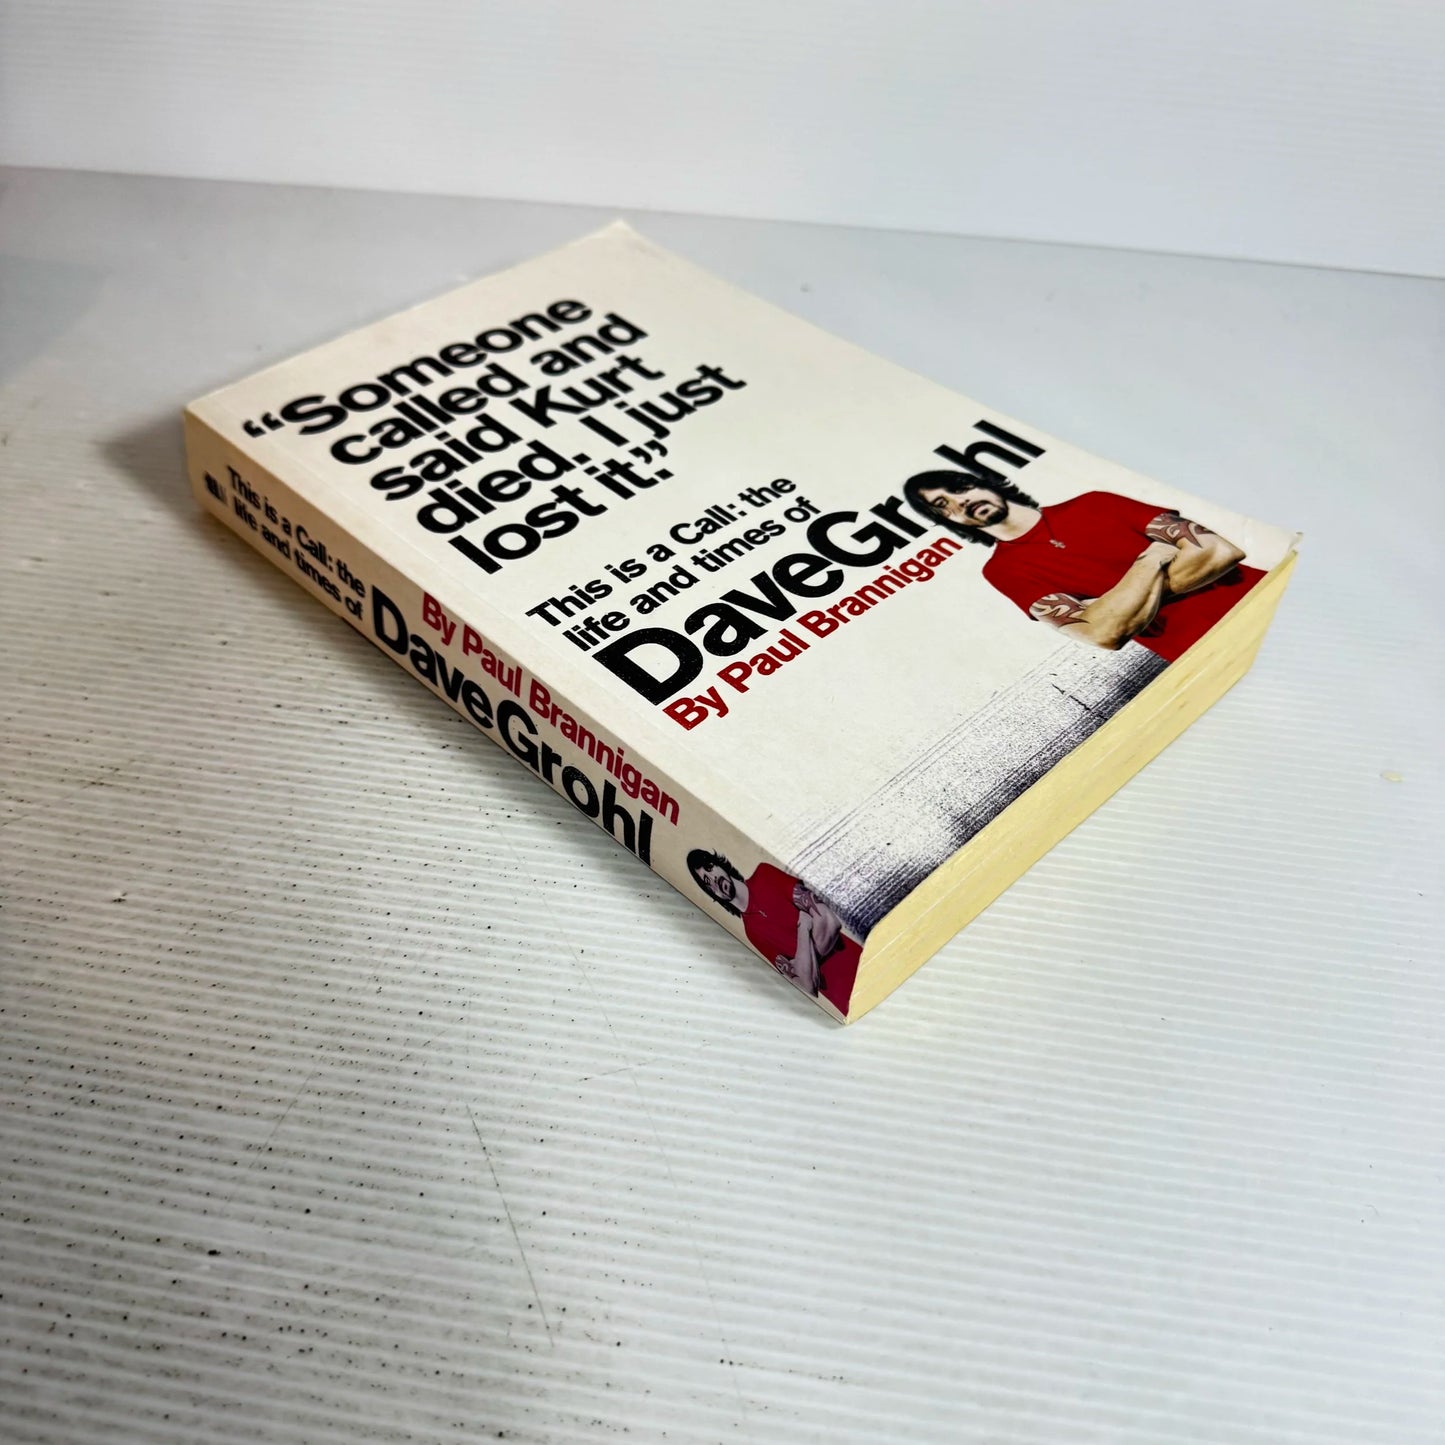 “Someone
called and
said Kurt
died. I just
lost it.”
This is a Call: the
life and times of
DaveGrohl
By Paul Brannigan
This is a Call: the
life and times of
DaveGrohl
By Paul Brannigan